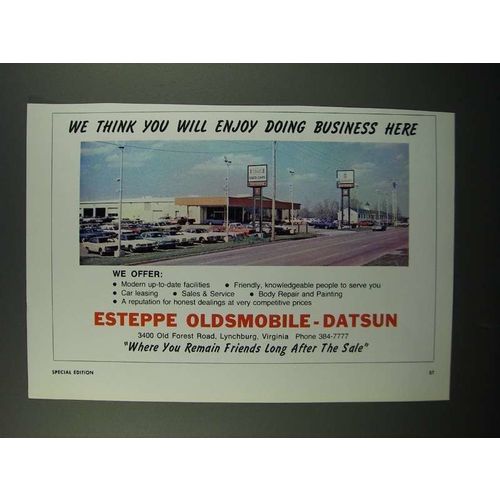 WE THINK YOU WILL ENJOY DOING BUSINESS HERE
USED CARS
WE OFFER:
• Modern up-to-date facilities • Friendly, knowledgeable people to serve you
• Car leasing • Sales & Service • Body Repair and Painting
• A reputation for honest dealings at very competitive prices
ESTEPPE OLDSMOBILE-DATSUN
3400 Old Forest Road, Lynchburg, Virginia Phone 384-7777
"Where You Remain Friends Long After The Sale"
SPECIAL EDITION 57